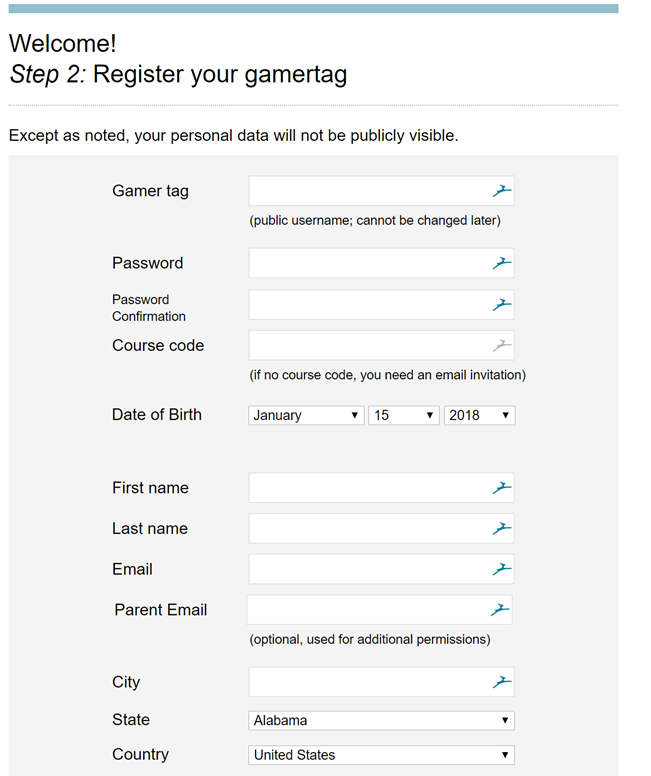 Welcome!
Step 2: Register your gamertag
Except as noted, your personal data will not be publicly visible.
Gamer tag
(public username; cannot be changed later)
Password
Password
Confirmation
Course code
(if no course code, you need an email invitation)
Date of Birth January 15 2018
First name
Last name
Email
Parent Email
(optional, used for additional permissions)
City
State Alabama
Country United States